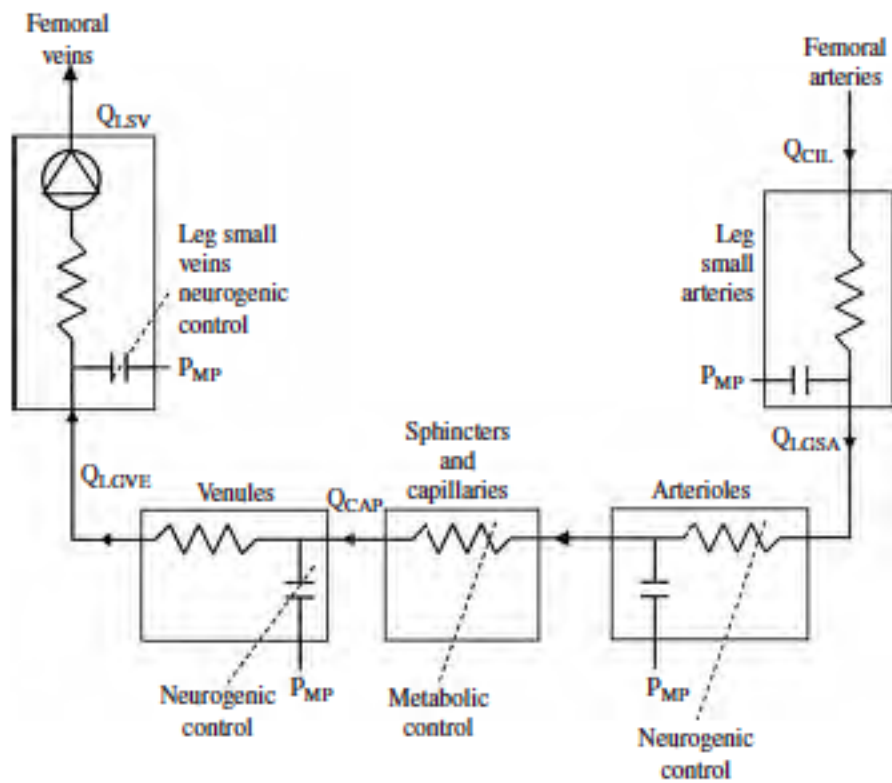 Femoral
veins
Q_LSV
Leg small
veins
neurogenic
control
P_MP
Femoral
arteries
Q_CIL
Leg
small
arteries
P_MP
Q_LGSA
Q_LGVE
Venules
Q_CAP
Sphincters
and
capillaries
Arterioles
Neurogenic
control
P_MP
Metabolic
control
P_MP
Neurogenic
control